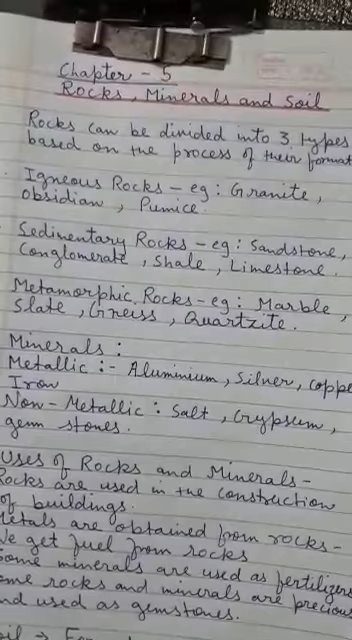 Chapter - 5
Rocks, Minerals and Soil
Rocks can be divided into 3 types
based on the process of their format
Igneous Rocks - eg: Granite,
obsidian, Pumice.
Sedimentary Rocks - eg: Sandstone,
Conglomerate, Shale, Limestone.
Metamorphic Rocks - eg: Marble,
Slate, Gneiss, Quartzite.
Minerals:
Metallic :- Aluminium, Silver, Coppe
Iron
Non-Metallic: Salt, Gypsum,
gem stones.
Uses of Rocks and Minerals -
Rocks are used in the construction
of buildings.
Metals are obtained from rocks -
We get fuel from rocks
Some minerals are used as fertilizers
ome rocks and minerals are precious
nd used as gemstones.